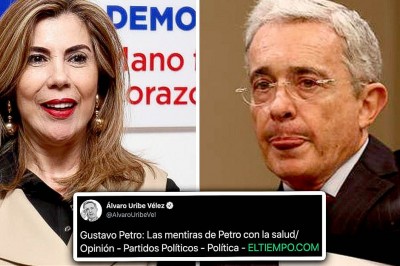 DEMO
Mano f
orazo
Álvaro Uribe Vélez
@AlvaroUribeVel
Gustavo Petro: Las mentiras de Petro con la salud/
Opinión - Partidos Políticos - Política - ELTIEMPO.COM